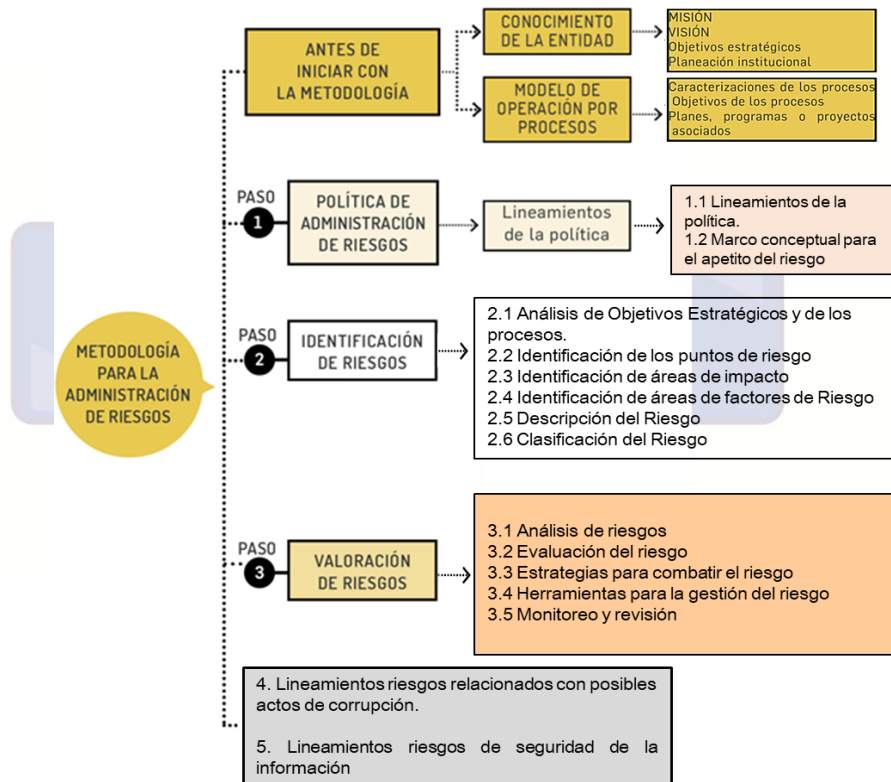 ANTES DE
INICIAR CON
LA METODOLOGÍA
CONOCIMIENTO
DE LA ENTIDAD
MISIÓN
VISIÓN
Objetivos estratégicos
Planeación institucional
MODELO DE
OPERACIÓN POR
PROCESOS
Caracterizaciones de los procesos
Objetivos de los procesos
Planes, programas o proyectos
asociados
PASO
1
POLÍTICA DE
ADMINISTRACIÓN
DE RIESGOS
Lineamientos
de la política
1.1 Lineamientos de la
política.
1.2 Marco conceptual para
el apetito del riesgo
METODOLOGÍA
PARA LA
ADMINISTRACIÓN
DE RIESGOS
PASO
2
IDENTIFICACIÓN
DE RIESGOS
2.1 Análisis de Objetivos Estratégicos y de los
procesos.
2.2 Identificación de los puntos de riesgo
2.3 Identificación de áreas de impacto
2.4 Identificación de áreas de factores de Riesgo
2.5 Descripción del Riesgo
2.6 Clasificación del Riesgo
PASO
3
VALORACIÓN
DE RIESGOS
3.1 Análisis de riesgos
3.2 Evaluación del riesgo
3.3 Estrategias para combatir el riesgo
3.4 Herramientas para la gestión del riesgo
3.5 Monitoreo y revisión
4. Lineamientos riesgos relacionados con posibles
actos de corrupción.
5. Lineamientos riesgos de seguridad de la
información